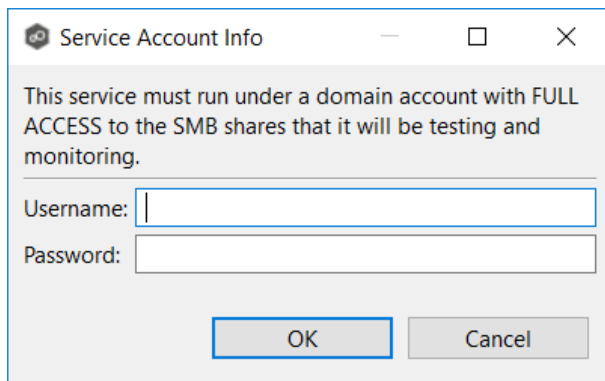 Service Account Info
This service must run under a domain account with FULL
ACCESS to the SMB shares that it will be testing and
monitoring.
Username:
Password:
OK Cancel